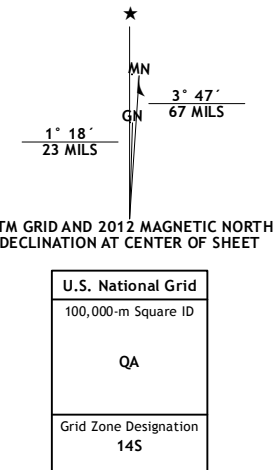 ★
MN
3° 47´
67 MILS
GN
1° 18´
23 MILS
TM GRID AND 2012 MAGNETIC NORTH
DECLINATION AT CENTER OF SHEET
U.S. National Grid
100,000-m Square ID
QA
Grid Zone Designation
14S